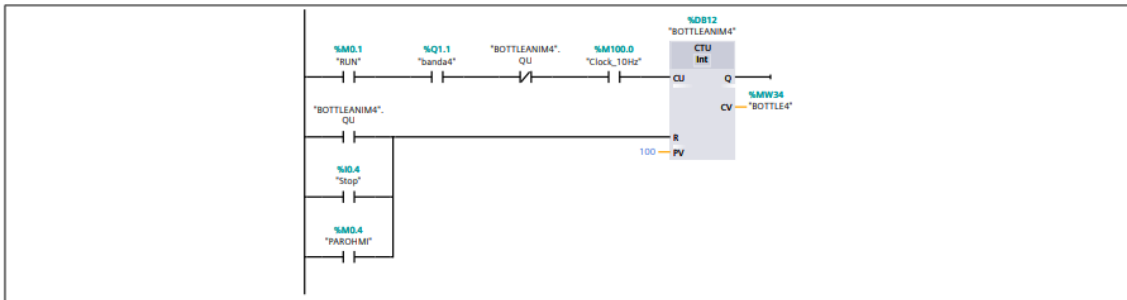 %DB12
"BOTTLEANIM4"
%M0.1
"RUN"
%Q1.1
"banda4"
"BOTTLEANIM4".
QU
%M100.0
"Clock_10Hz"
CTU
Int
CU
Q
%MW34
CV
"BOTTLE4"
"BOTTLEANIM4".
QU
R
100
PV
%I0.4
"Stop"
%M0.4
"PAROHMI"